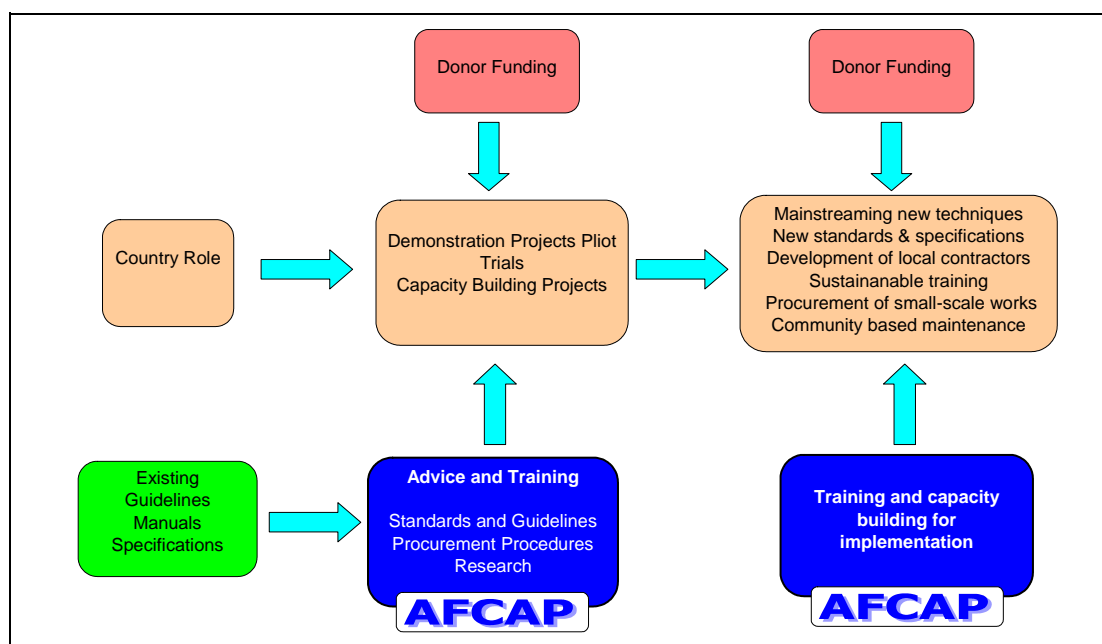 Donor Funding
Donor Funding
Country Role
Demonstration Projects Pliot
Trials
Capacity Building Projects
Mainstreaming new techniques
New standards & specifications
Development of local contractors
Sustainanable training
Procurement of small-scale works
Community based maintenance
Existing
Guidelines
Manuals
Specifications
Advice and Training
Standards and Guidelines
Procurement Procedures
Research
AFCAP
Training and capacity
building for
implementation
AFCAP